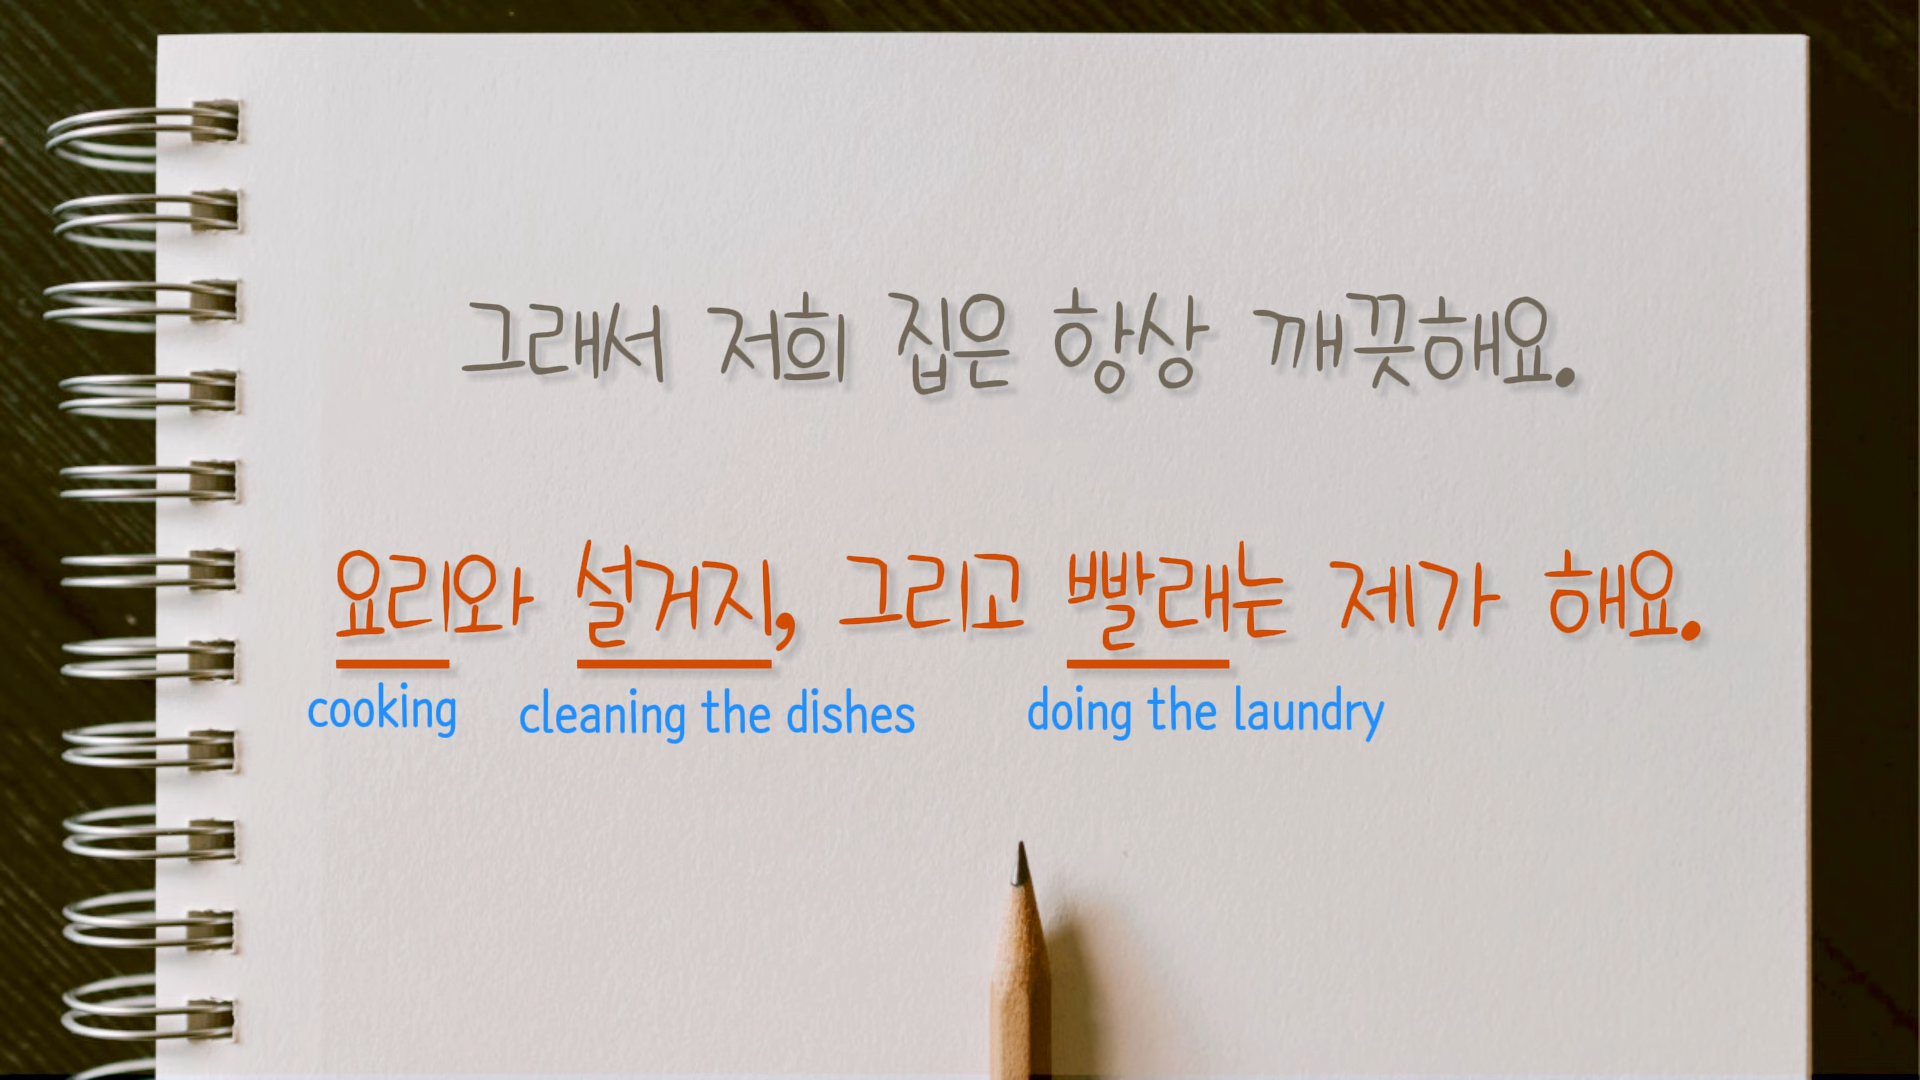 그래서 저희 집은 항상 깨끗해요.
요리와 설거지, 그리고 빨래는 제가 해요.
cooking cleaning the dishes doing the laundry